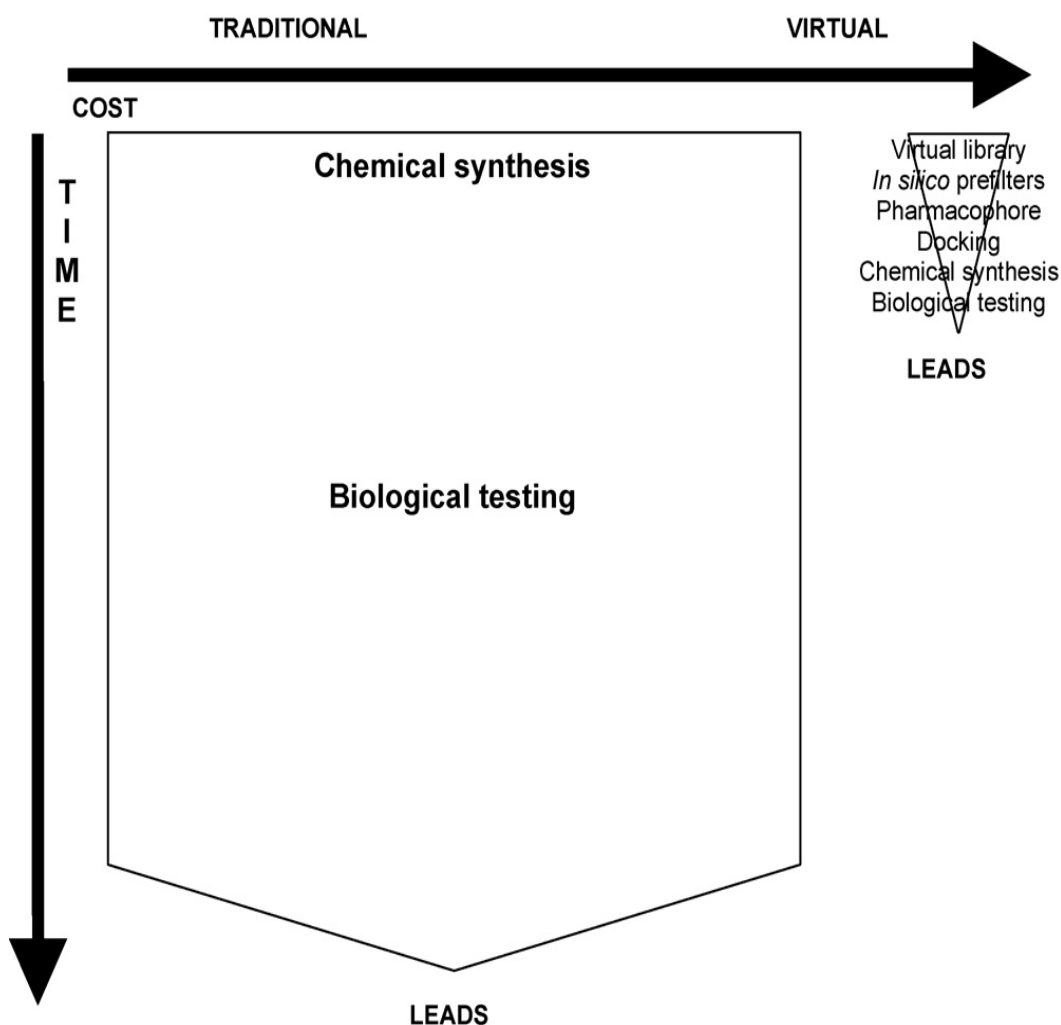 TRADITIONAL VIRTUAL
COST
TIME
Chemical synthesis
Biological testing
LEADS
Virtual library
In silico prefilters
Pharmacophore
Docking
Chemical synthesis
Biological testing
LEADS